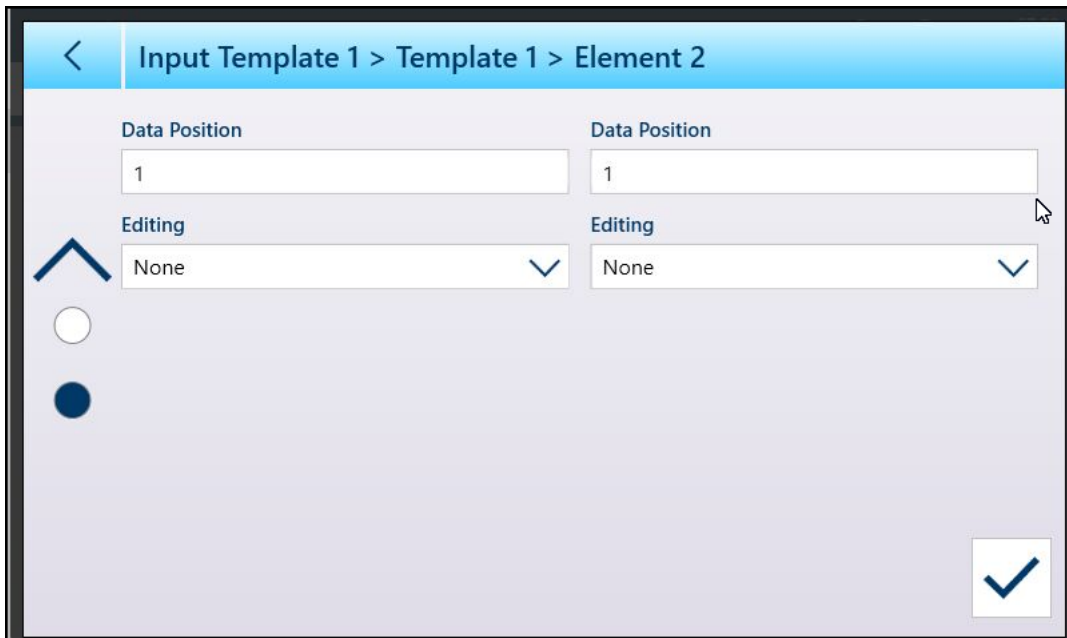 Input Template 1 > Template 1 > Element 2
Data Position
Data Position
1
1
Editing
Editing
None
None